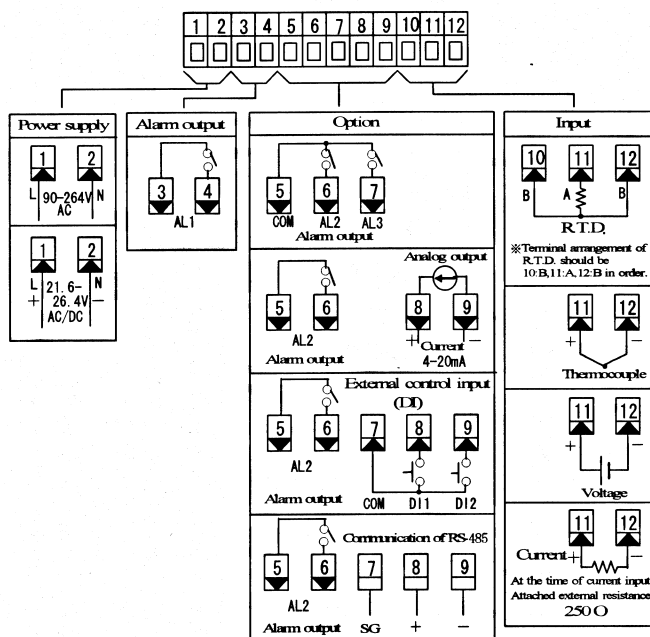 1 2 3 4 5 6 7 8 9 10 11 12
Power supply
1 2
L 90-264V N
AC
1 2
L 21.6- N
+ 26.4V −
AC/DC
Alarm output
3 4
AL1
Option
5 6 7
COM AL2 AL3
Alarm output
Analog output
5 6 8 9
AL2 + Current −
Alarm output 4-20mA
External control input
(DI)
5 6 7 8 9
AL2
Alarm output COM DI1 DI2
Communication of RS-485
5 6 7 8 9
AL2
Alarm output SG + −
Input
10 11 12
B A B
R.T.D.
※Terminal arrangement of
R.T.D. should be
10:B,11:A,12:B in order.
11 12
+ −
Thermocouple
11 12
+ −
Voltage
11 12
Current + −
At the time of current input
Attached external resistance
250 O